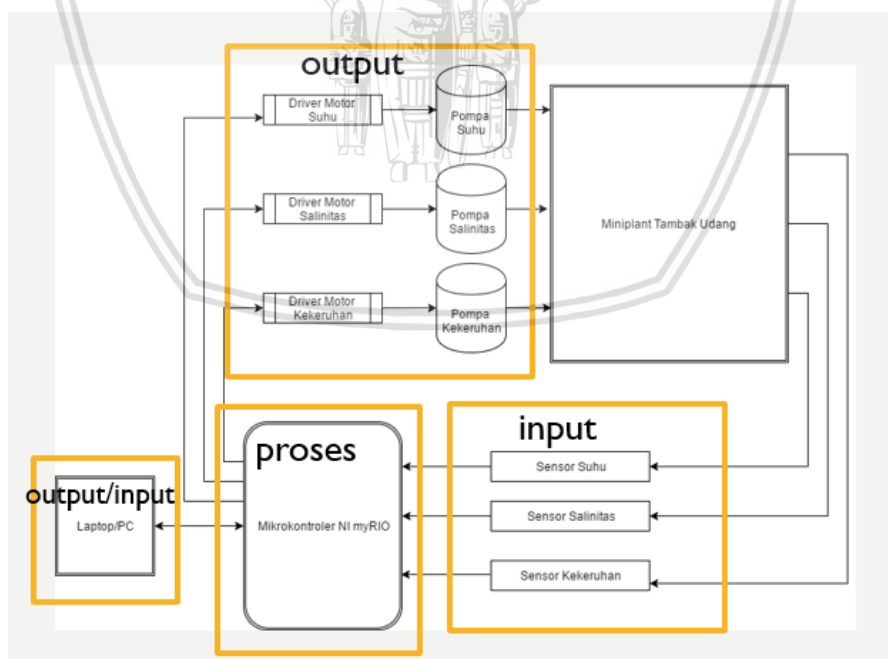 output
Driver Motor
Suhu
Pompa
Suhu
Driver Motor
Salinitas
Pompa
Salinitas
Miniplant Tambak Udang
Driver Motor
Kekeruhan
Pompa
Kekeruhan
proses
Mikrokontroler NI myRIO
input
Sensor Suhu
Sensor Salinitas
Sensor Kekeruhan
output/input
Laptop/PC